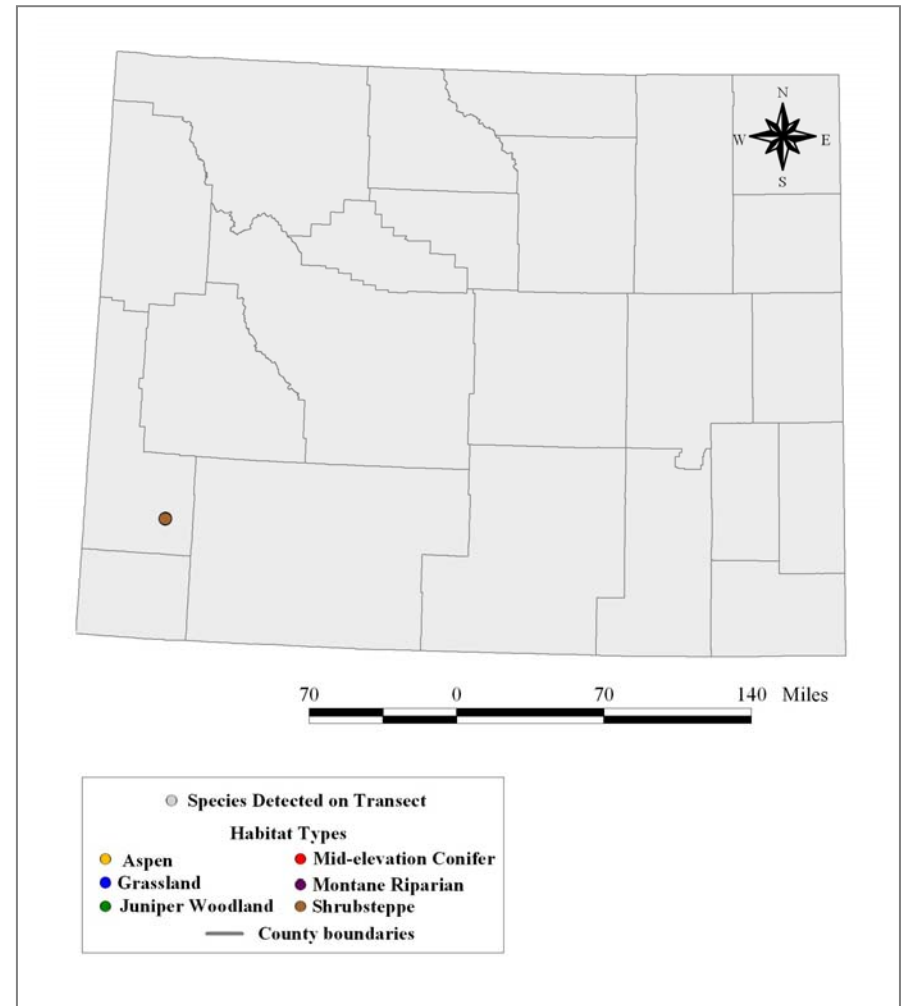 N
W E
S
70 0 70 140 Miles
Species Detected on Transect
Habitat Types
Aspen
Mid-elevation Conifer
Grassland
Montane Riparian
Juniper Woodland
Shrubsteppe
County boundaries